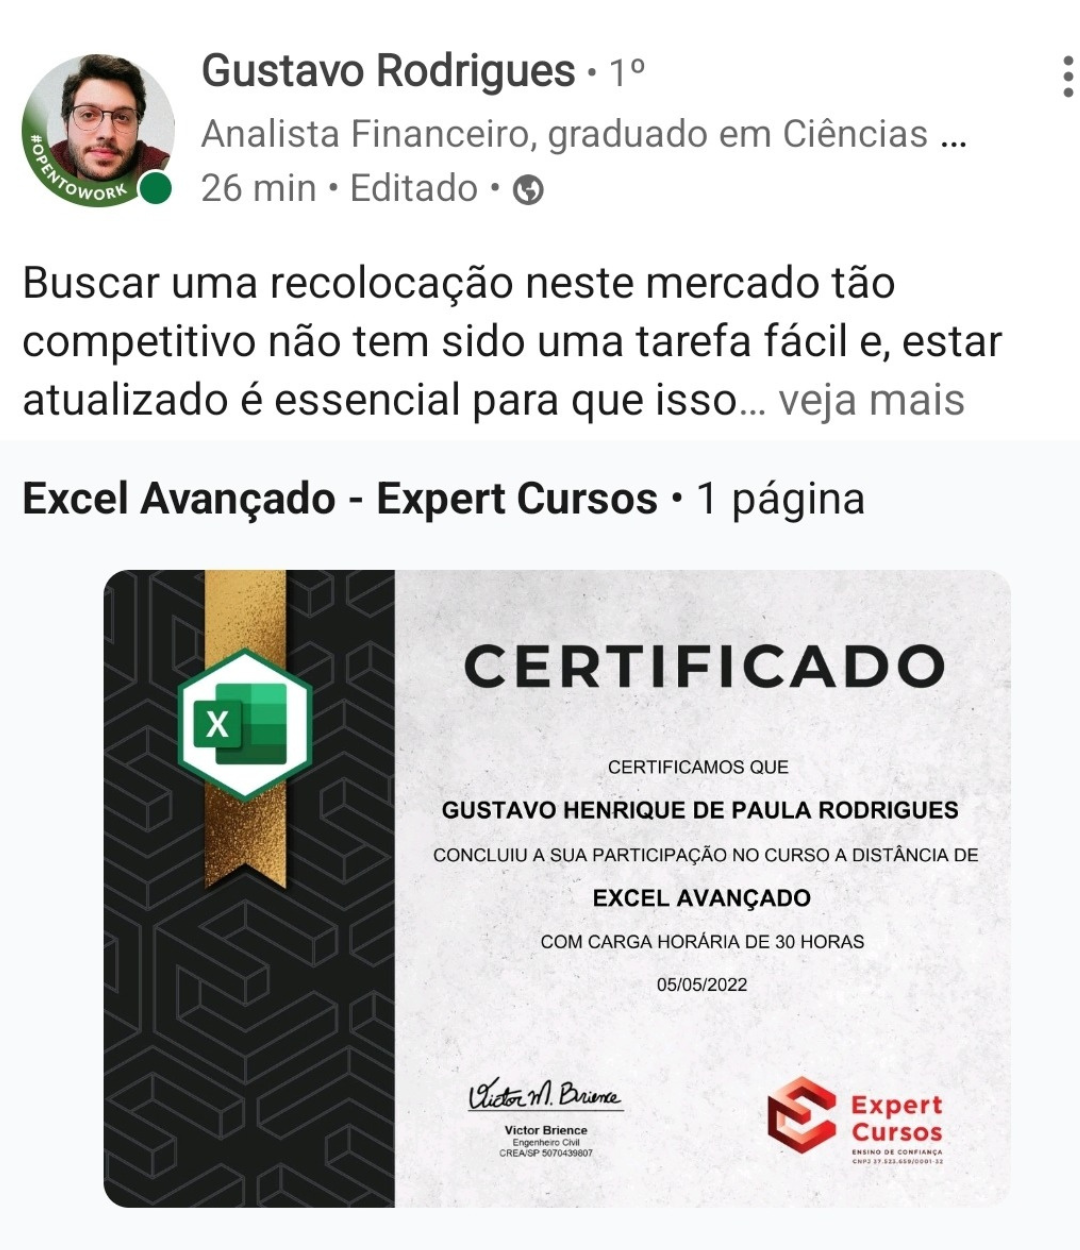 Gustavo Rodrigues • 1º
Analista Financeiro, graduado em Ciências ...
#OPENTOWORK
26 min • Editado •
Buscar uma recolocação neste mercado tão
competitivo não tem sido uma tarefa fácil e, estar
atualizado é essencial para que isso... veja mais
Excel Avançado - Expert Cursos • 1 página
X
CERTIFICADO
CERTIFICAMOS QUE
GUSTAVO HENRIQUE DE PAULA RODRIGUES
CONCLUIU A SUA PARTICIPAÇÃO NO CURSO A DISTÂNCIA DE
EXCEL AVANÇADO
COM CARGA HORÁRIA DE 30 HORAS
05/05/2022
Victor M. Brience
Victor Brience
Engenheiro Civil
CREA/SP 5070439807
Expert
Cursos
ENSINO DE CONFIANÇA